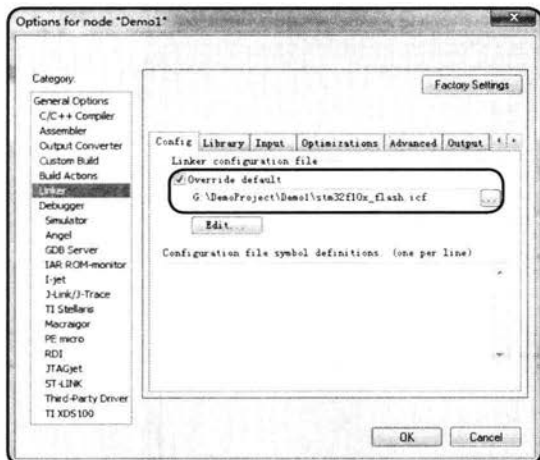 Options for node "Demo1"
Category:
General Options
C/C++ Compiler
Assembler
Output Converter
Custom Build
Build Actions
Linker
Debugger
Simulator
Angel
GDB Server
IAR ROM-monitor
I-jet
J-Link/J-Trace
TI Stellaris
Macraigor
PE micro
RDI
JTAGjet
ST-LINK
Third-Party Driver
TI XDS100
Factory Settings
Config Library Input Optimizations Advanced Output
Linker configuration file
Override default
G:\DemoProject\Demo1\stm32f10x_flash.icf
...
Edit...
Configuration file symbol definitions (one per line)
OK Cancel